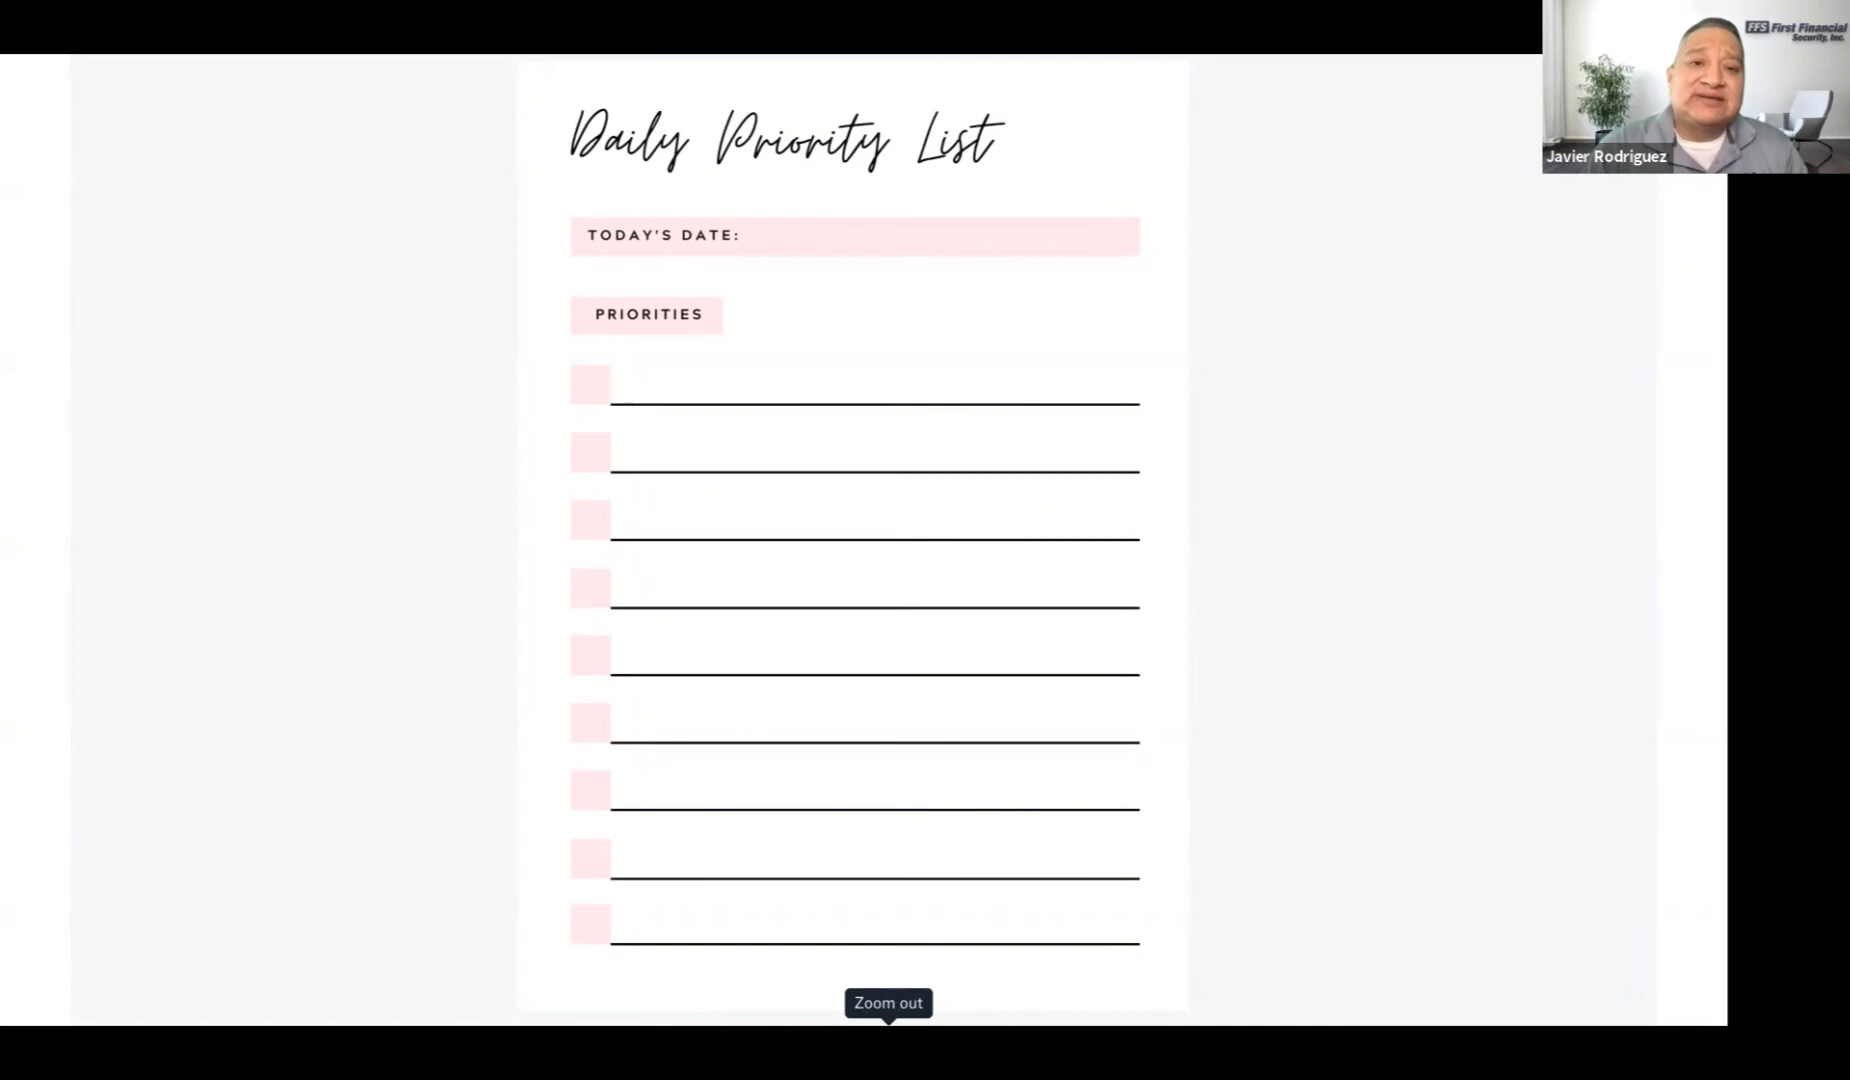 Daily Priority List
TODAY'S DATE:
PRIORITIES
Zoom out
FFS First Financial
Security, Inc.
Javier Rodriguez